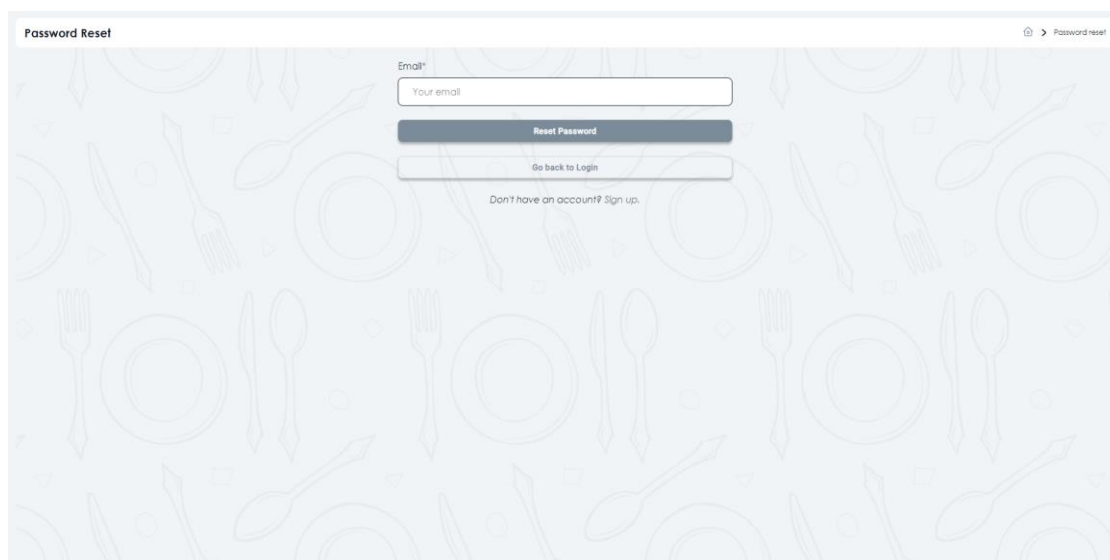 Password Reset
Password reset
Email*
Your email
Reset Password
Go back to Login
Don't have an account? Sign up.